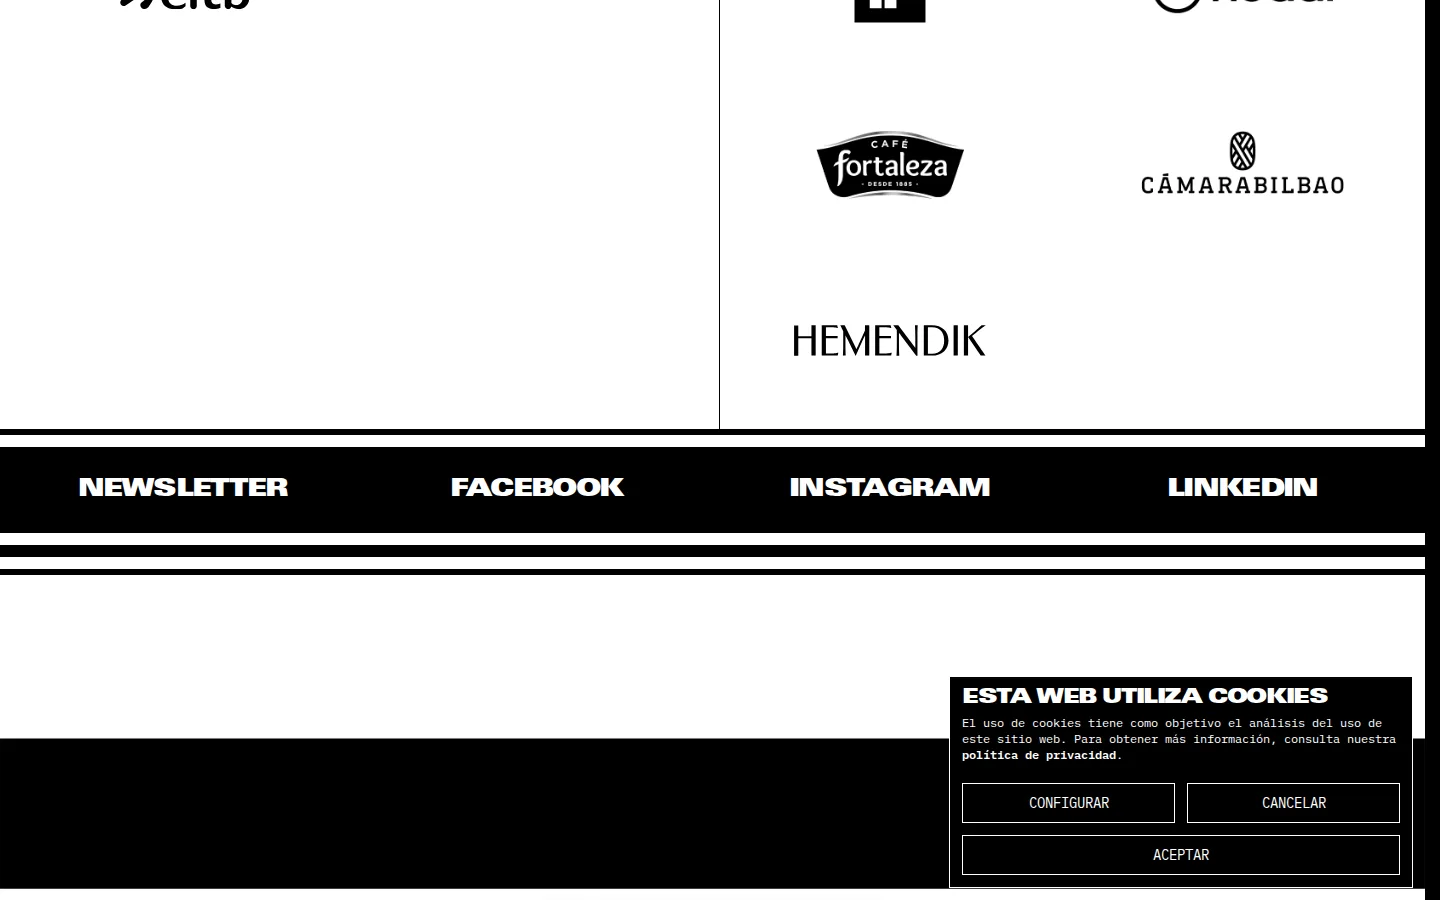 eitb
CAFÉ
fortaleza
· DESDE 1885 ·
CÁMARABILBAO
HEMENDIK
NEWSLETTER
FACEBOOK
INSTAGRAM
LINKEDIN
ESTA WEB UTILIZA COOKIES
El uso de cookies tiene como objetivo el análisis del uso de
este sitio web. Para obtener más información, consulta nuestra
política de privacidad.
CONFIGURAR
CANCELAR
ACEPTAR